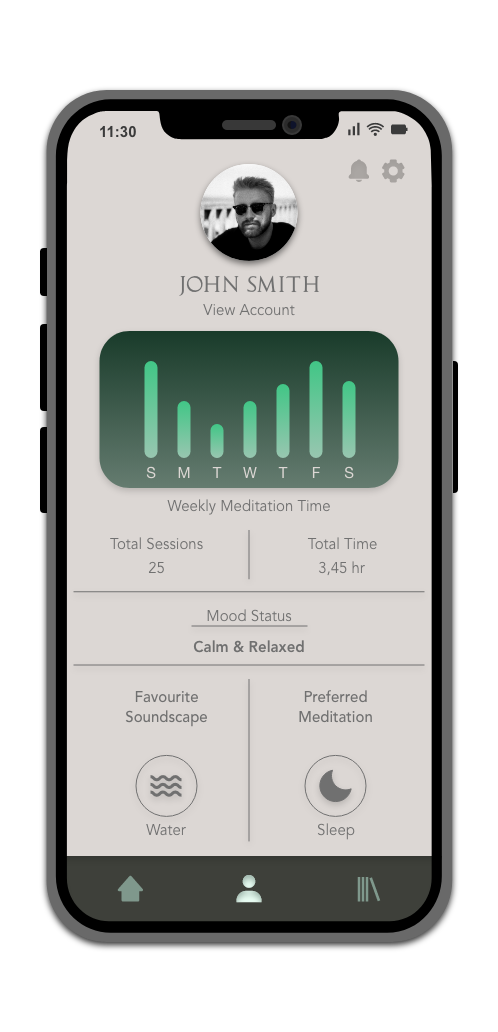 11:30
JOHN SMITH
View Account
S M T W T F S
Weekly Meditation Time
Total Sessions
25
Total Time
3,45 hr
Mood Status
Calm & Relaxed
Favourite
Soundscape
Water
Preferred
Meditation
Sleep